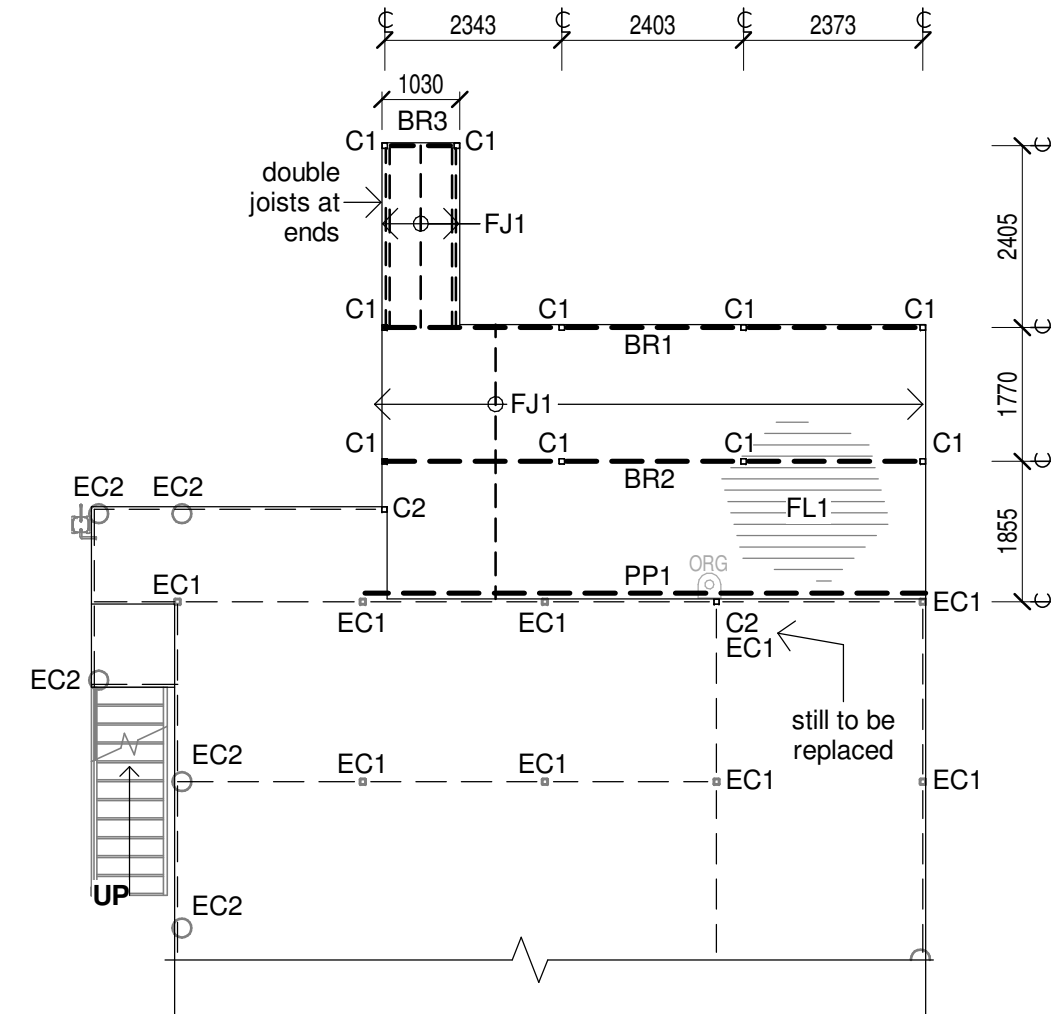 2343 2403 2373
1030
BR3
C1 C1
double
joists at
ends
FJ1
2405
C1 C1 C1 C1
BR1
1770
FJ1
C1 C1 C1 C1
BR2
EC2 EC2
C2
FL1
1855
ORG
PP1
EC1
EC1 EC1 C2 EC1
EC1
EC2
still to be
replaced
EC2 EC1 EC1 EC1 EC1
UP
EC2